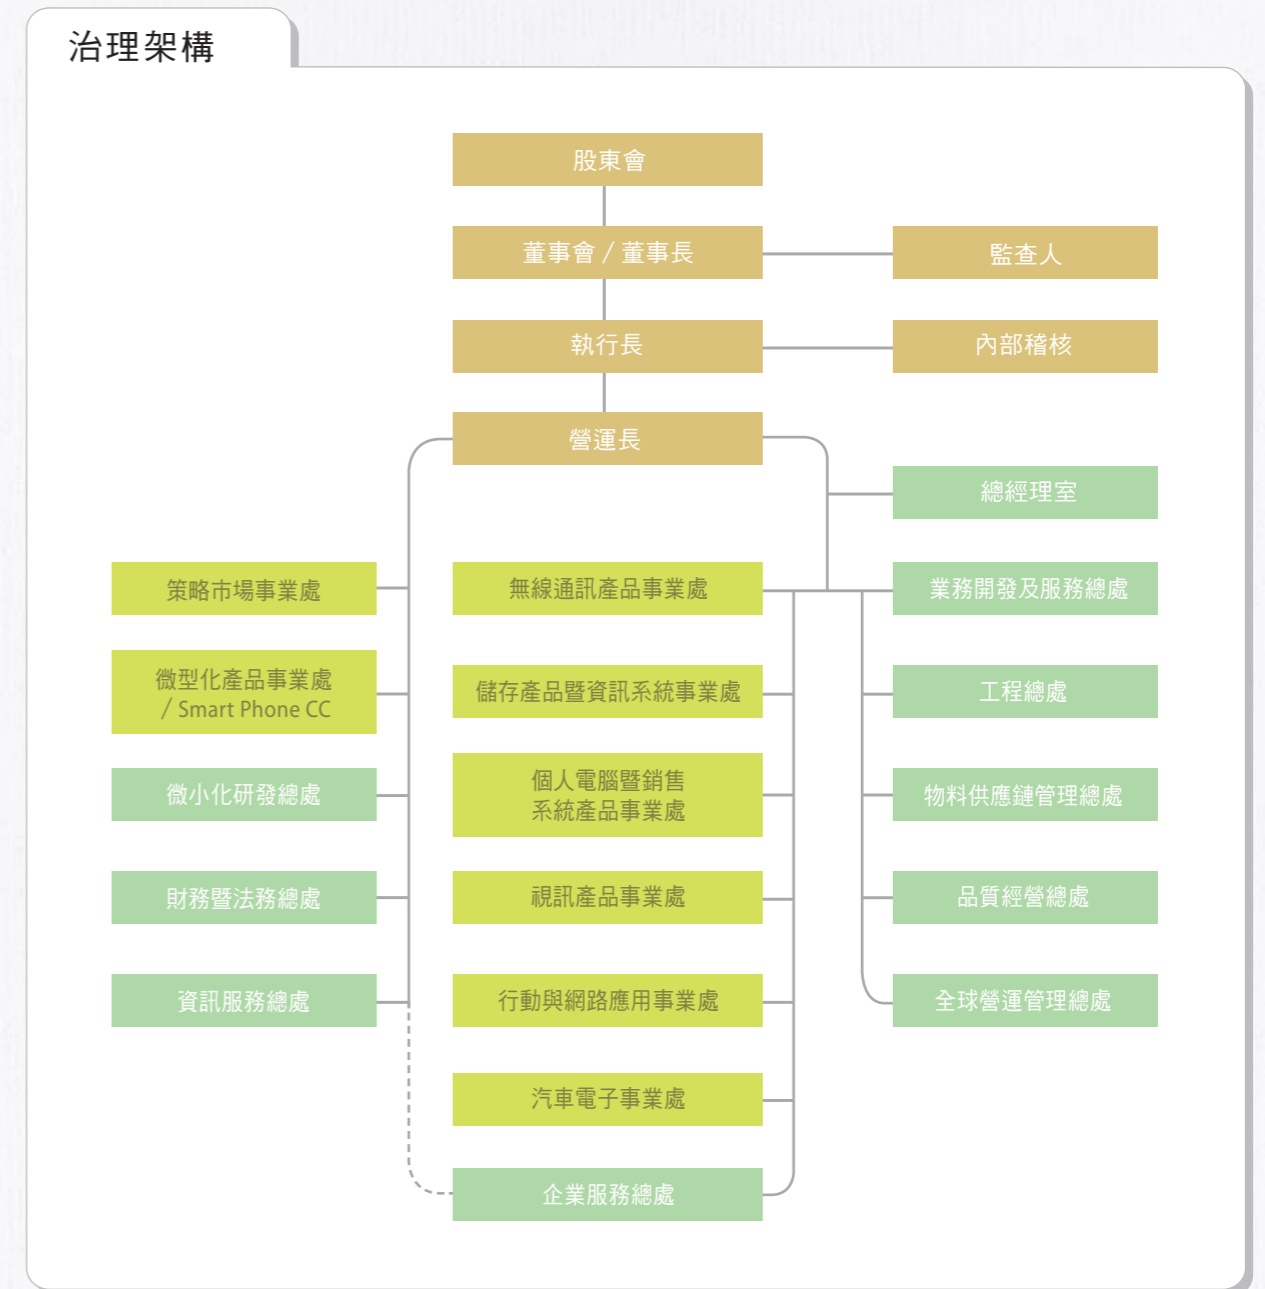 治理架構
股東會
董事會 / 董事長
監查人
執行長
內部稽核
營運長
總經理室
策略市場事業處
無線通訊產品事業處
業務開發及服務總處
微型化產品事業處
/ Smart Phone CC
儲存產品暨資訊系統事業處
工程總處
微小化研發總處
個人電腦暨銷售
系統產品事業處
物料供應鏈管理總處
財務暨法務總處
視訊產品事業處
品質經營總處
資訊服務總處
行動與網路應用事業處
全球營運管理總處
汽車電子事業處
企業服務總處